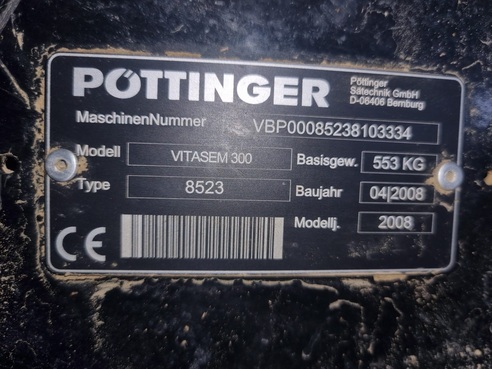 PÖTTINGER
Pöttinger
Sätechnik GmbH
D-06406 Bernburg
MaschinenNummer VBP00085238103334
Modell VITASEM 300 Basisgew. 553 KG
Type 8523 Baujahr 04|2008
Modellj. 2008
CE